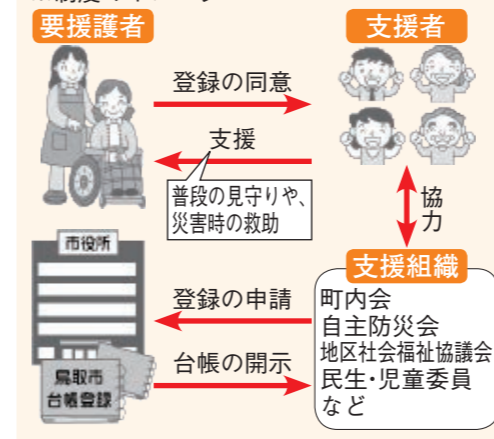 要援護者
支援者
登録の同意
支援
普段の見守りや、
災害時の救助
協力
市役所
支援組織
登録の申請
町内会
自主防災会
地区社会福祉協議会
民生・児童委員
など
台帳の開示
鳥取市
台帳登録